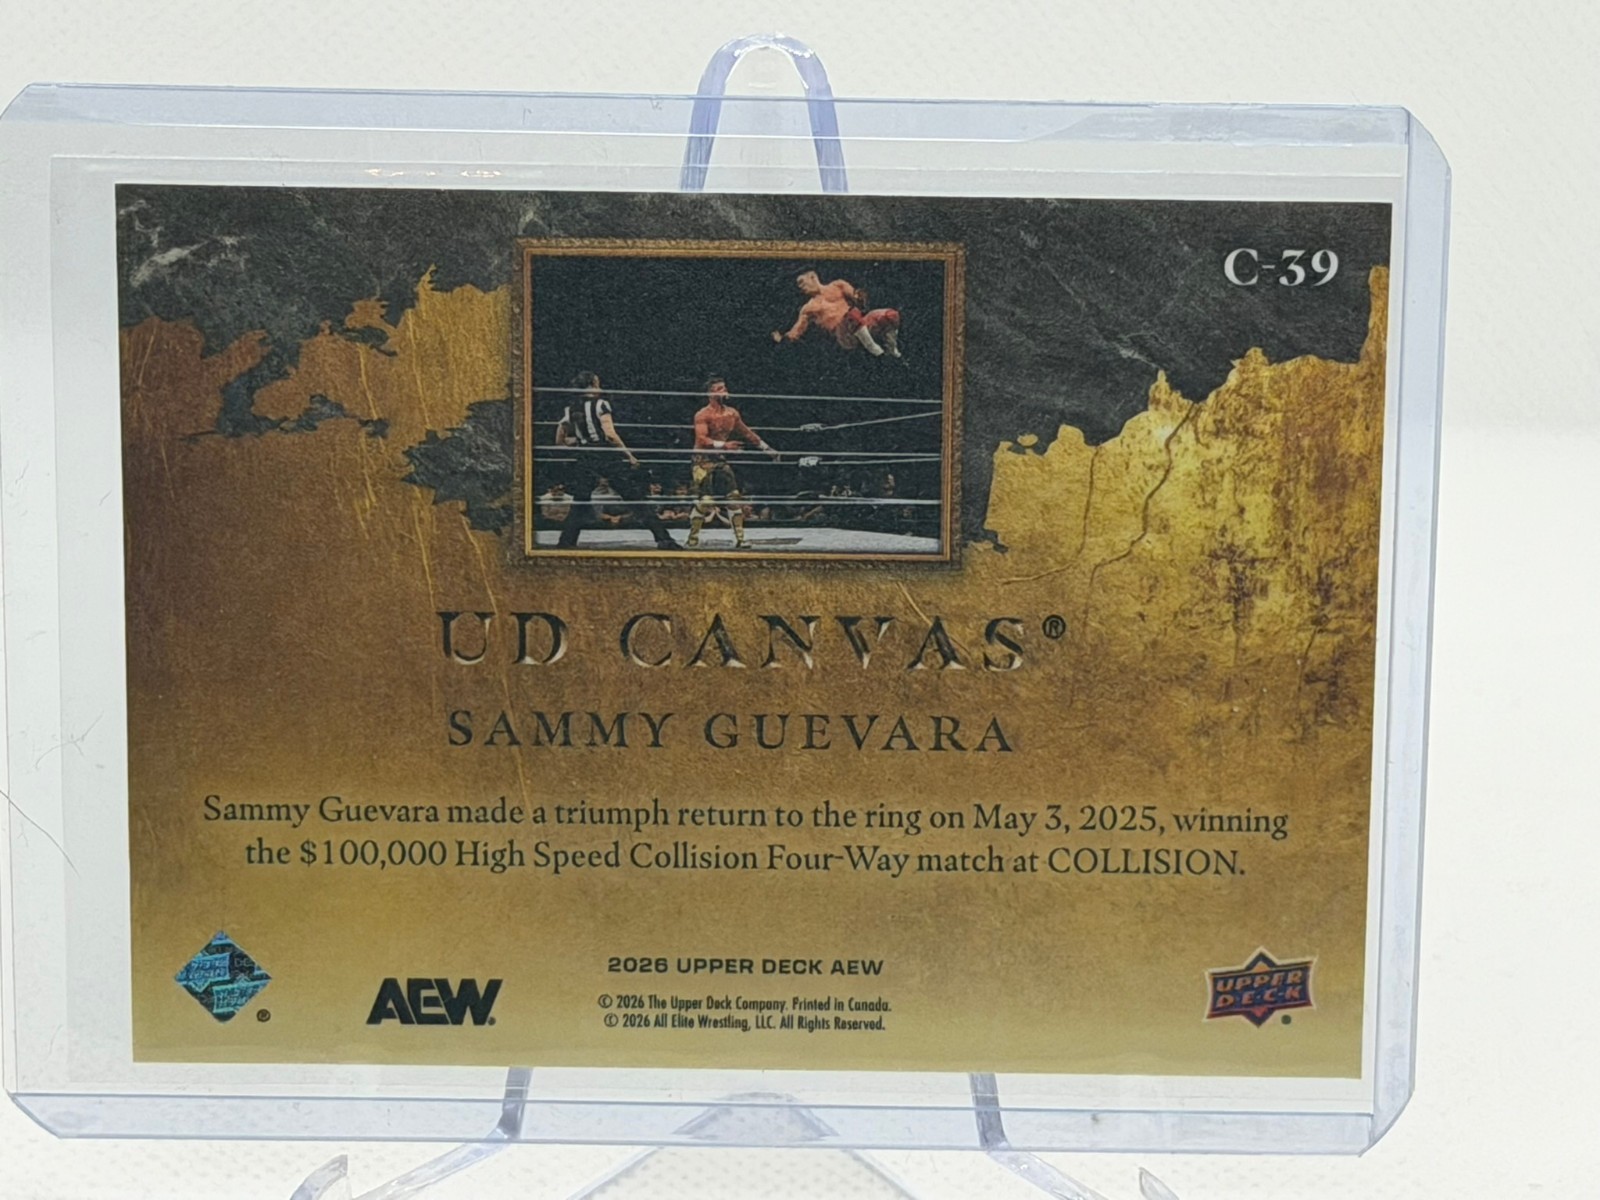 C-39
UD CANVAS®
SAMMY GUEVARA
Sammy Guevara made a triumph return to the ring on May 3, 2025, winning
the $100,000 High Speed Collision Four-Way match at COLLISION.
2026 UPPER DECK AEW
© 2026 The Upper Deck Company. Printed in Canada.
© 2026 All Elite Wrestling, LLC. All Rights Reserved.
®
AEW
UPPER
DECK